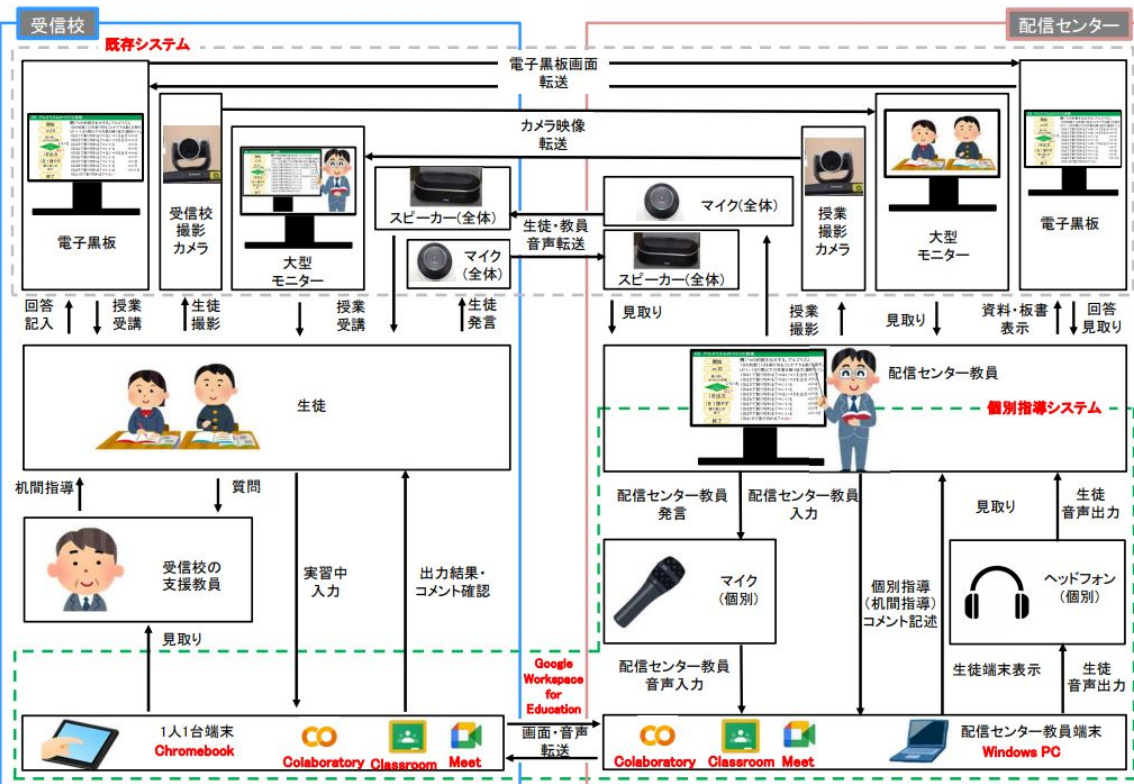 受信校
配信センター
既存システム
電子黒板画面
転送
カメラ映像
転送
電子黒板
受信校
撮影
カメラ
大型
モニター
スピーカー(全体)
マイク
(全体)
生徒・教員
音声転送
マイク(全体)
スピーカー(全体)
授業
撮影
カメラ
大型
モニター
電子黒板
回答
記入
授業
受講
生徒
撮影
授業
受講
生徒
発言
見取り
授業
撮影
見取り
資料・板書
表示
回答
見取り
生徒
配信センター教員
個別指導システム
机間指導
質問
配信センター教員
発言
配信センター教員
入力
見取り
生徒
音声出力
受信校の
支援教員
実習中
入力
出力結果・
コメント確認
マイク
(個別)
個別指導
(机間指導)
コメント記述
ヘッドフォン
(個別)
見取り
Google
Workspace
for
Education
配信センター教員
音声入力
生徒端末表示
生徒
音声出力
1人1台端末
Chromebook
Colaboratory
Classroom
Meet
画面・音声
転送
Colaboratory
Classroom
Meet
配信センター教員端末
Windows PC